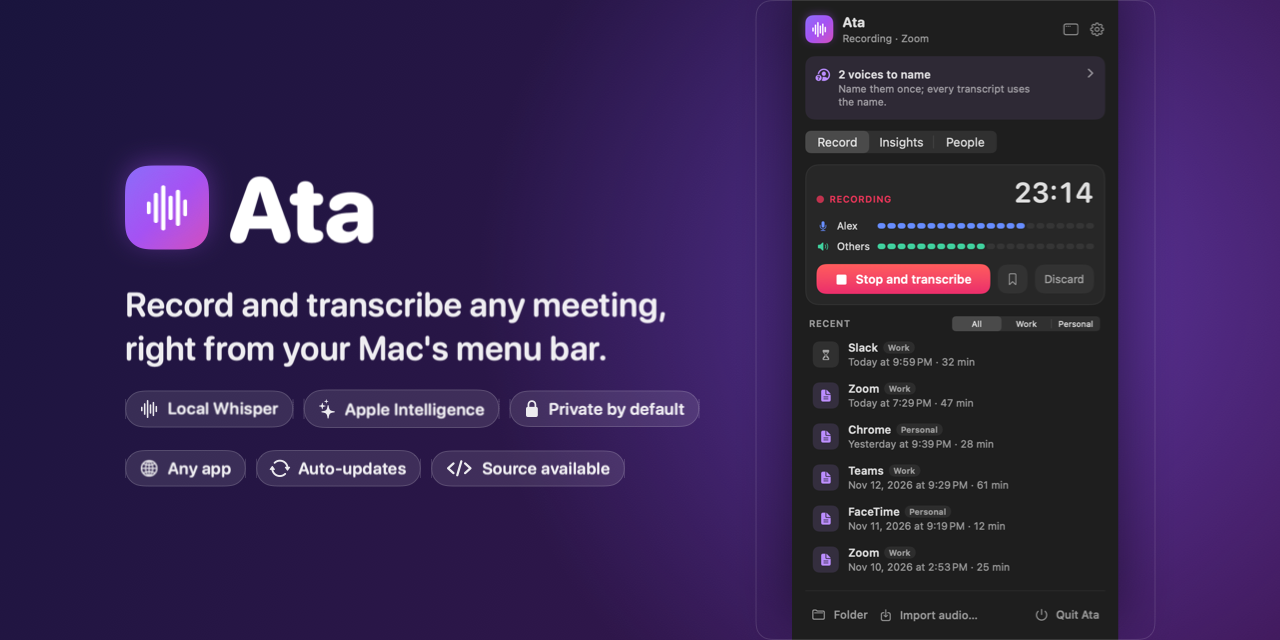 Ata
Record and transcribe any meeting,
right from your Mac's menu bar.
Local Whisper
Apple Intelligence
Private by default
Any app
Auto-updates
Source available
Ata
Recording · Zoom
2 voices to name
Name them once; every transcript uses
the name.
Record Insights People
RECORDING 23:14
Alex
Others
Stop and transcribe Discard
RECENT All Work Personal
Slack Work
Today at 9:59 PM · 32 min
Zoom Work
Today at 7:29 PM · 47 min
Chrome Personal
Yesterday at 9:39 PM · 28 min
Teams Work
Nov 12, 2026 at 9:29 PM · 61 min
FaceTime Personal
Nov 11, 2026 at 9:19 PM · 12 min
Zoom Work
Nov 10, 2026 at 2:53 PM · 25 min
Folder Import audio... Quit Ata